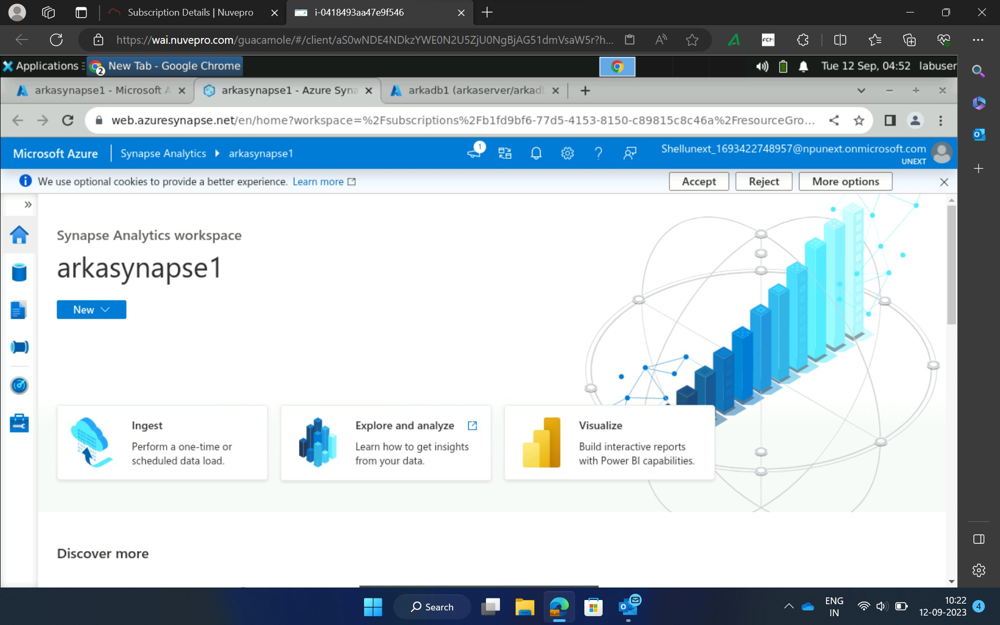 Subscription Details | Nuvepro
i-0418493aa47e9f546
https://wai.nuvepro.com/guacamole/#/client/aS0wNDE4NDkzYWE0N2U5ZjU0NgBjAG51dmVsaW5r?h...
FCM
Applications
2
New Tab - Google Chrome
Tue 12 Sep, 04:52 labuser
arkasynapse1 - Microsoft A
arkasynapse1 - Azure Syna
arkadb1 (arkaserver/arkadb
web.azuresynapse.net/en/home?workspace=%2Fsubscriptions%2Fb1fd9bf6-77d5-4153-8150-c89815c8c46a%2FresourceGro...
Microsoft Azure
Synapse Analytics
arkasynapse1
1
Shellunext_1693422748957@npunext.onmicrosoft.com
UNEXT
We use optional cookies to provide a better experience. Learn more
Accept
Reject
More options
Synapse Analytics workspace
arkasynapse1
New
Ingest
Perform a one-time or
scheduled data load.
Explore and analyze
Learn how to get insights
from your data.
Visualize
Build interactive reports
with Power BI capabilities.
Discover more
Search
ENG
IN
10:22
12-09-2023
4